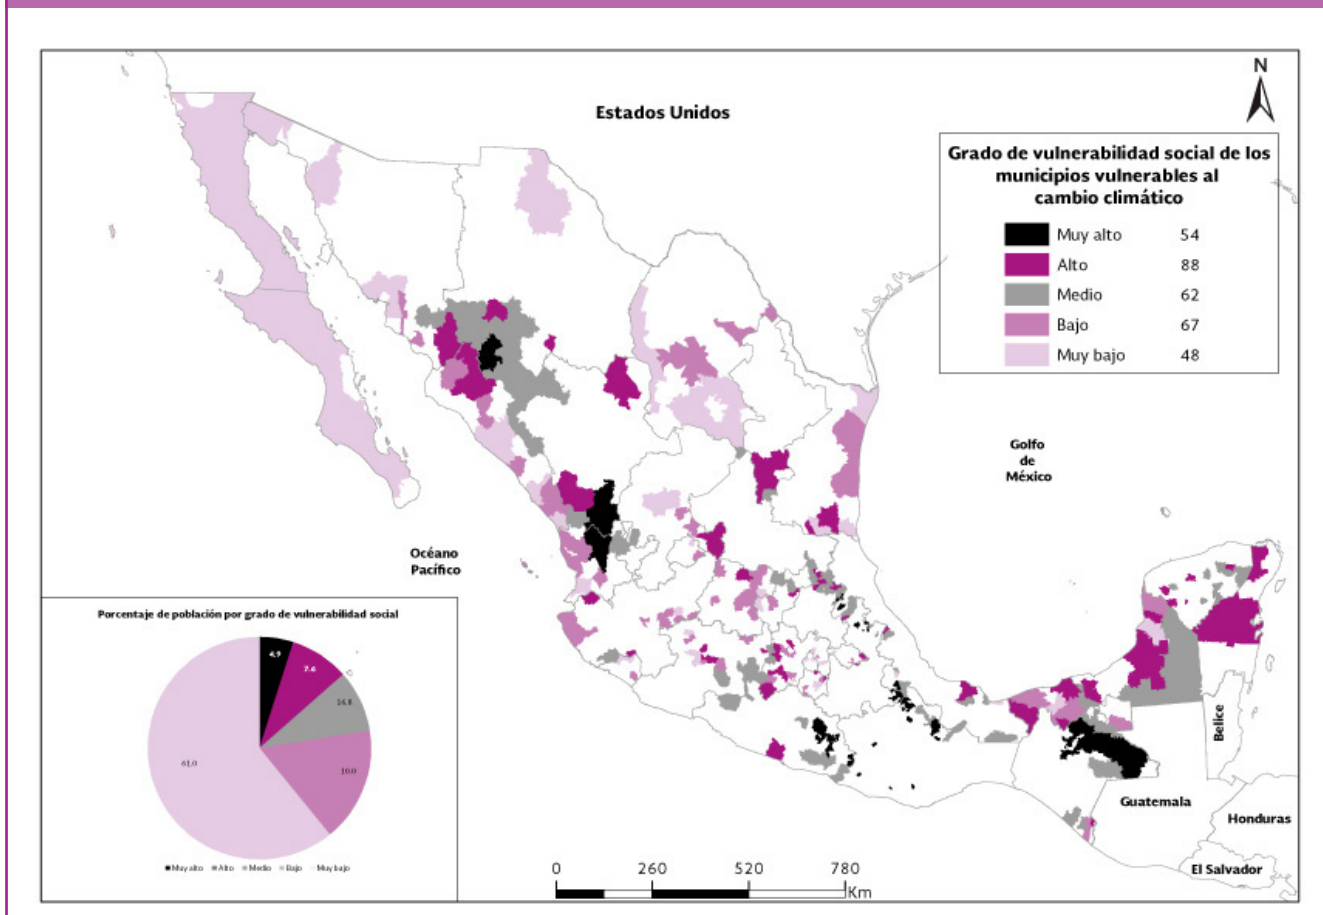 N
Estados Unidos
Grado de vulnerabilidad social de los
municipios vulnerables al
cambio climático
Muy alto 54
Alto 88
Medio 62
Bajo 67
Muy bajo 48
Golfo
de
México
Océano
Pacífico
Porcentaje de población por grado de vulnerabilidad social
4.9
7.6
16.8
10.0
61.0
Muy alto Alto Medio Bajo Muy bajo
Belice
Guatemala
Honduras
El Salvador
0 260 520 780
Km